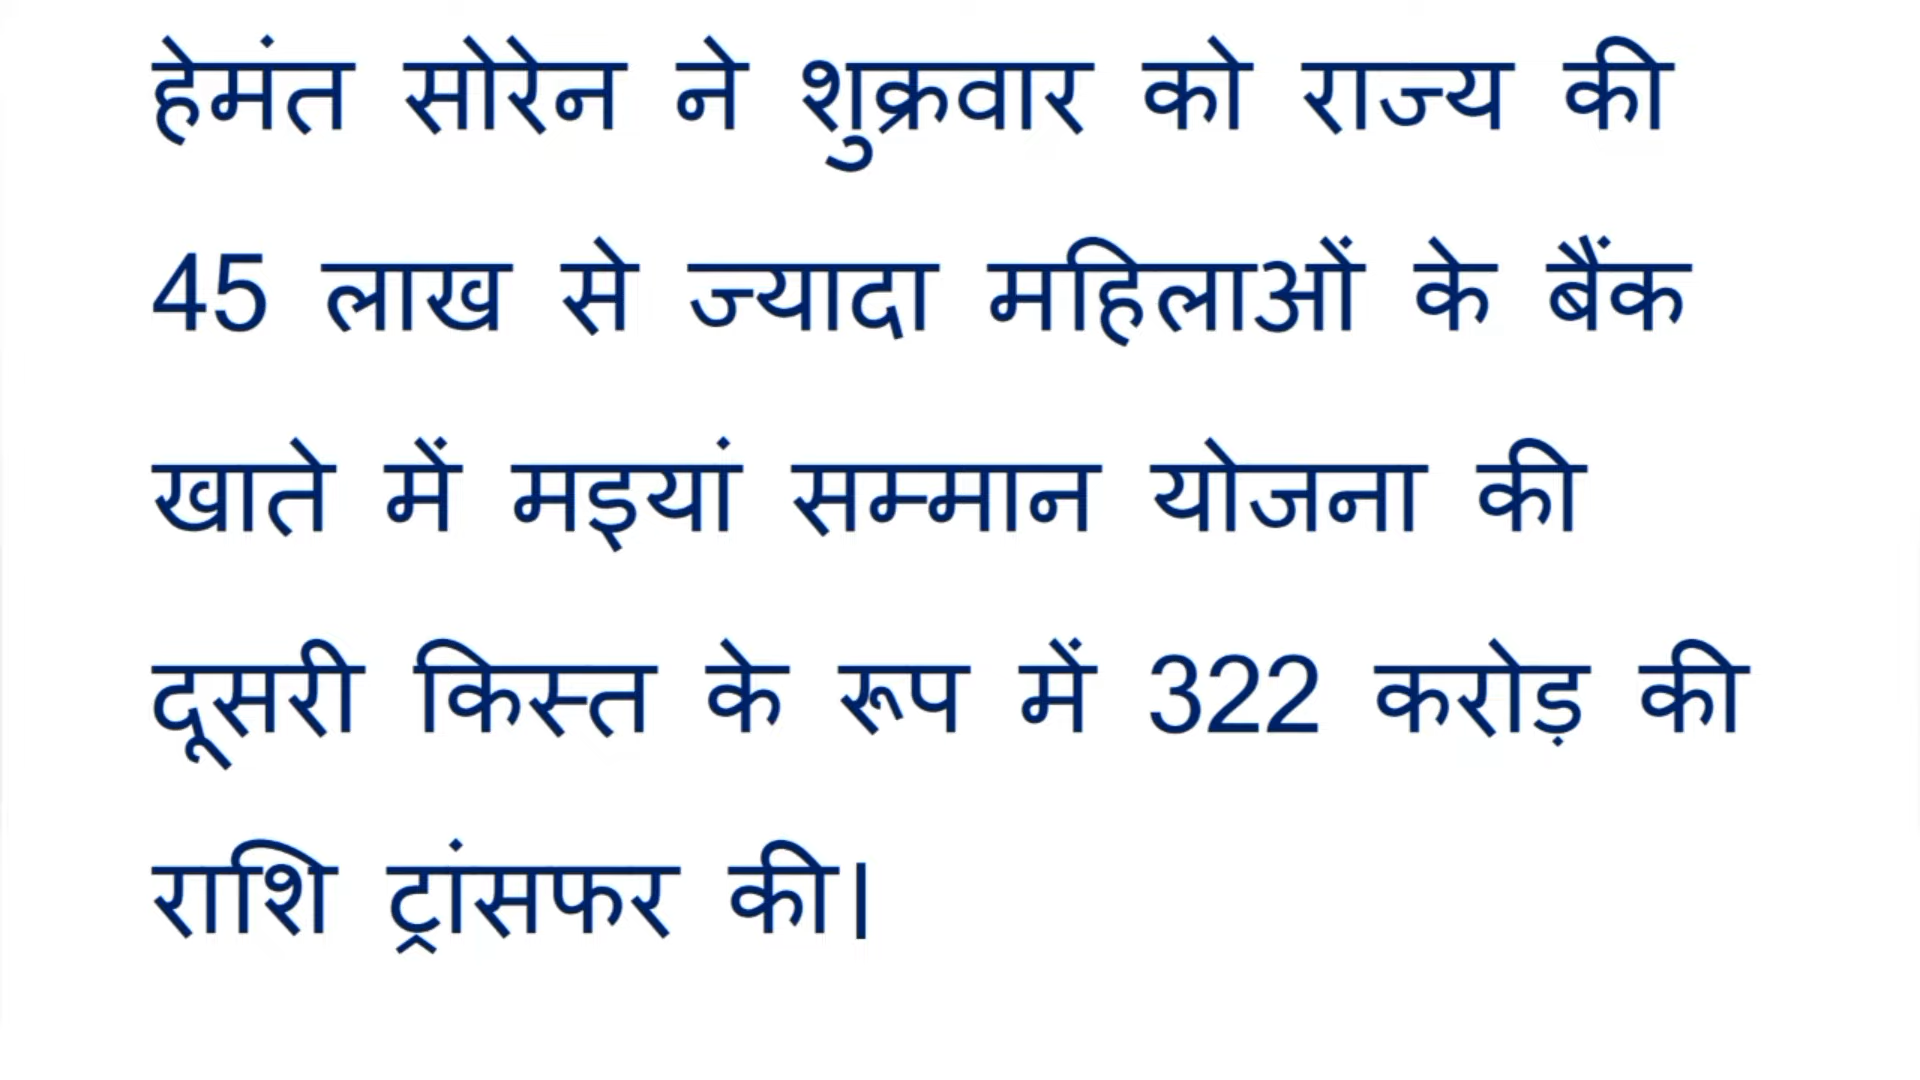 हेमंत सोरेन ने शुक्रवार को राज्य की
45 लाख से ज्यादा महिलाओं के बैंक
खाते में मइयां सम्मान योजना की
दूसरी किस्त के रूप में 322 करोड़ की
राशि ट्रांसफर की।